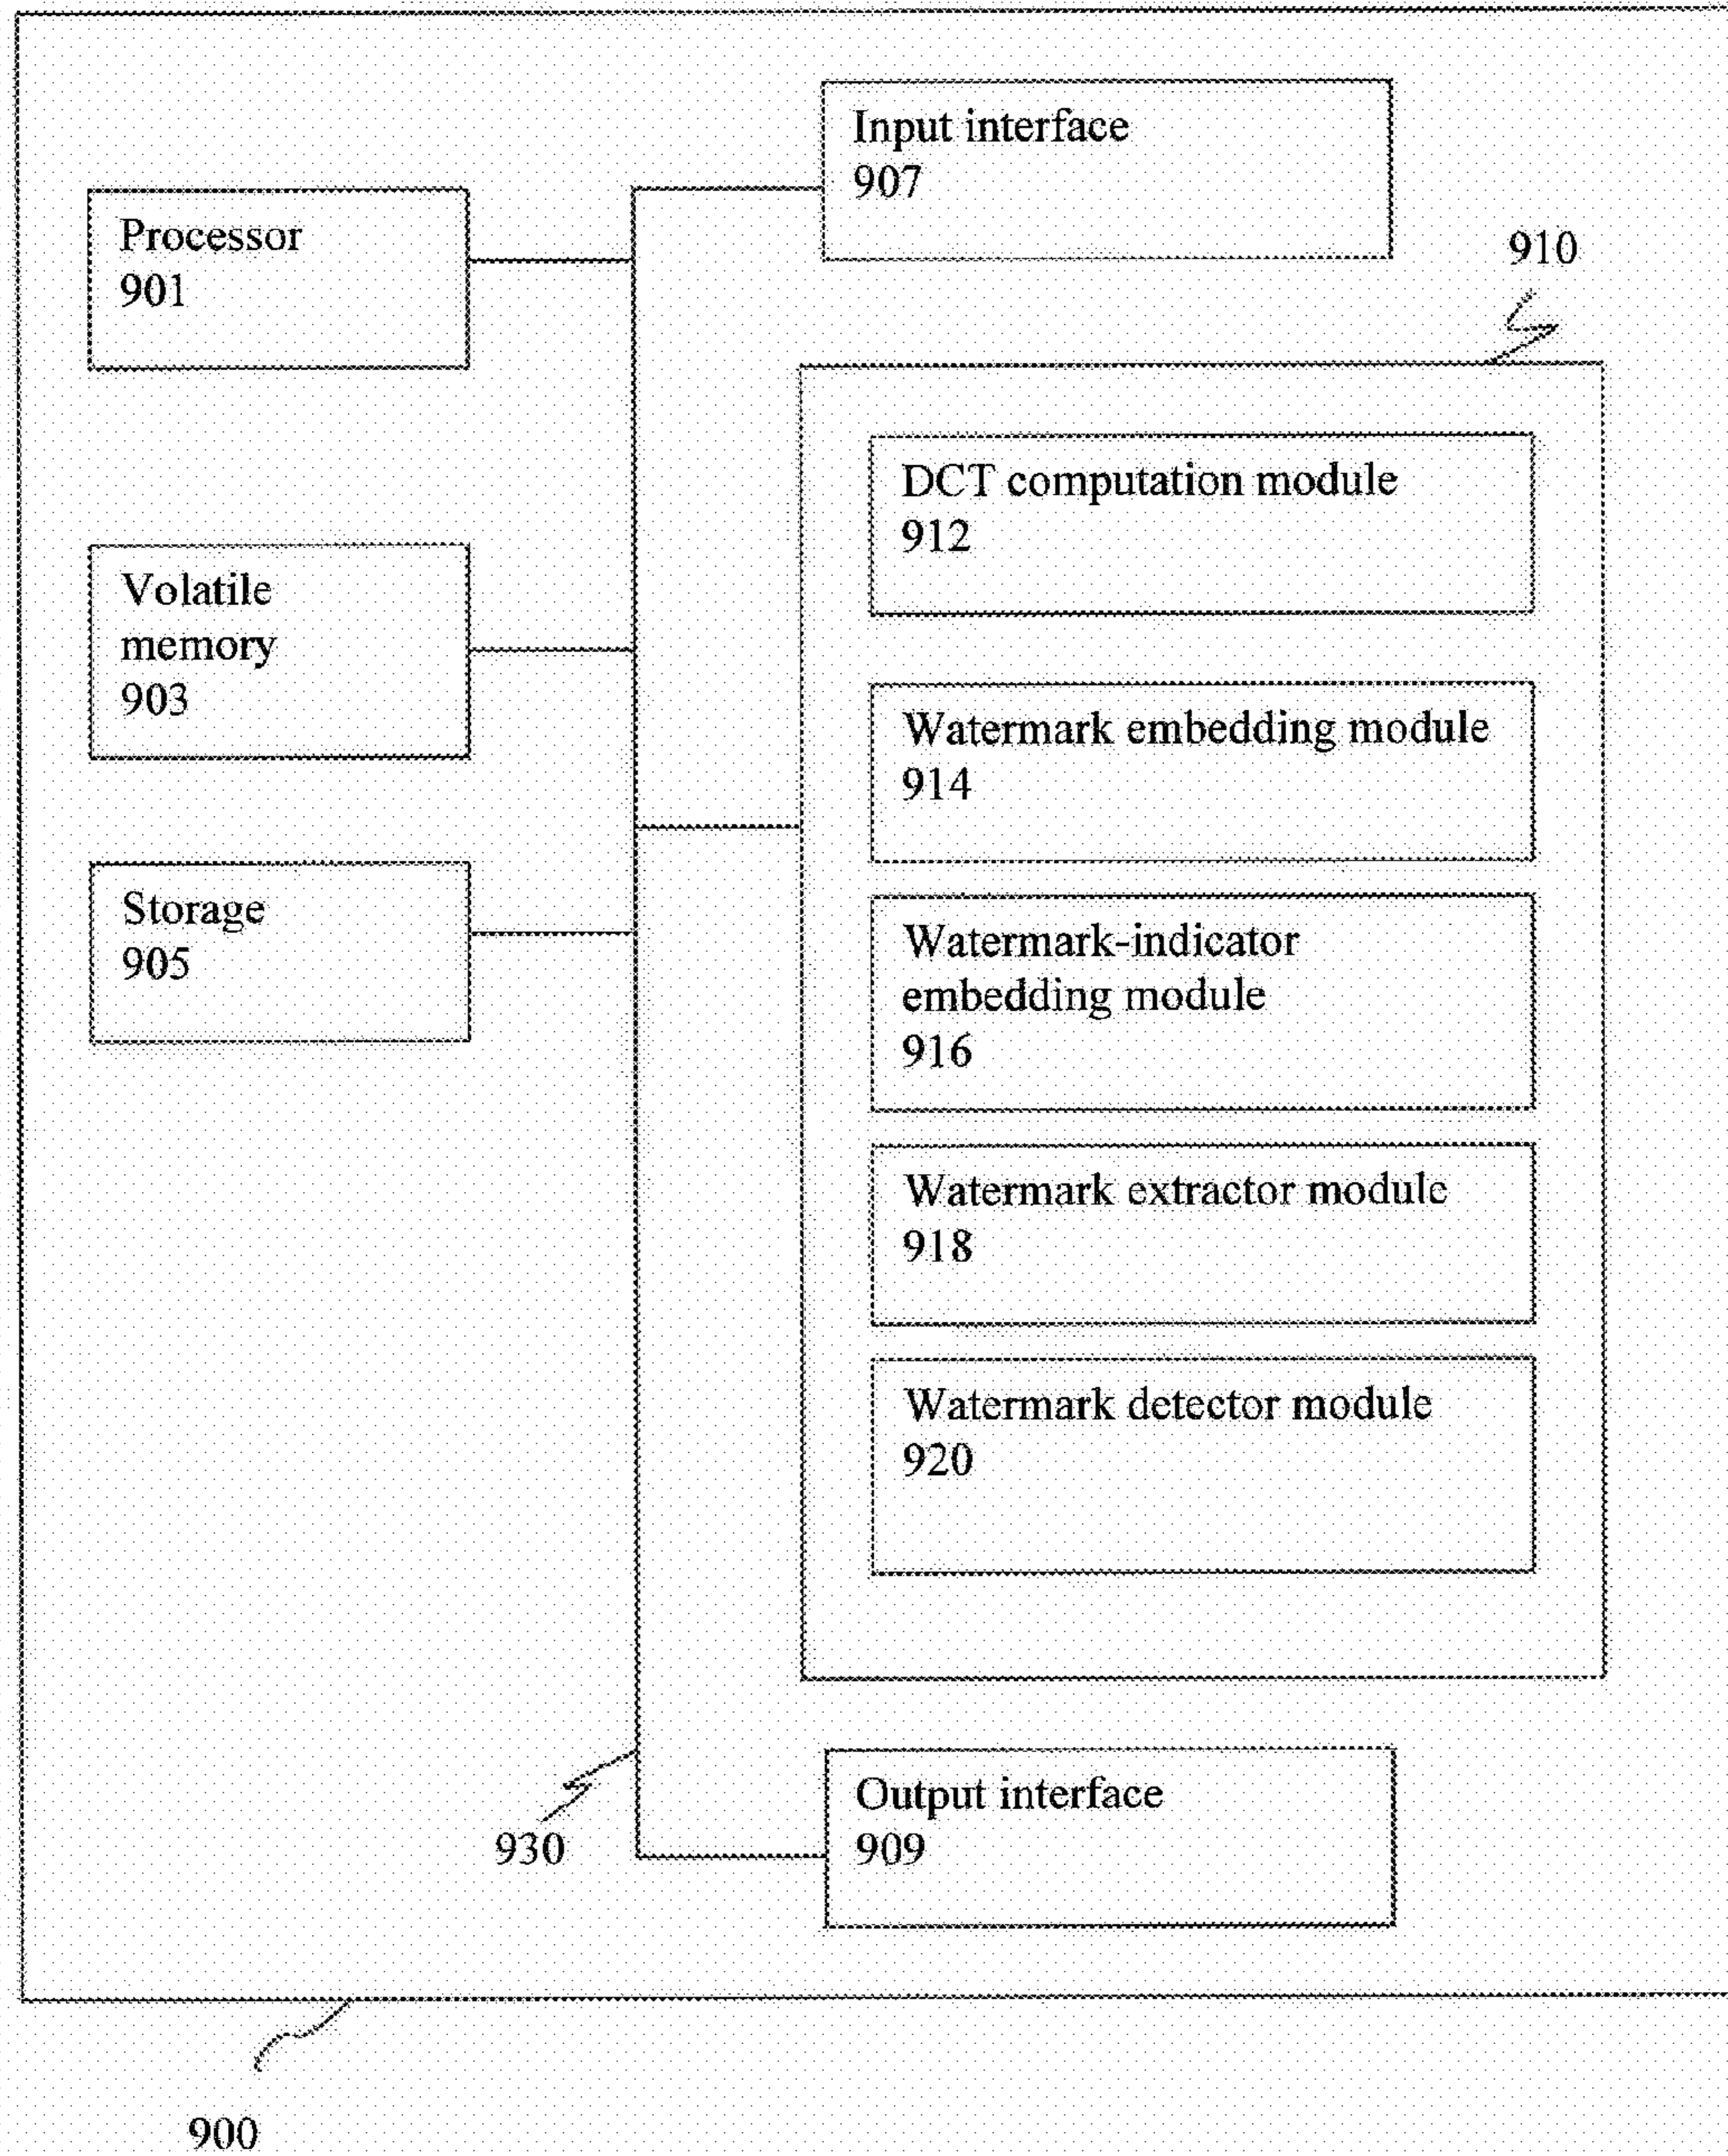 Input interface
907
Processor
901
910
DCT computation module
912
Volatile
memory
903
Watermark embedding module
914
Storage
905
Watermark-indicator
embedding module
916
Watermark extractor module
918
Watermark detector module
920
Output interface
909
930
900